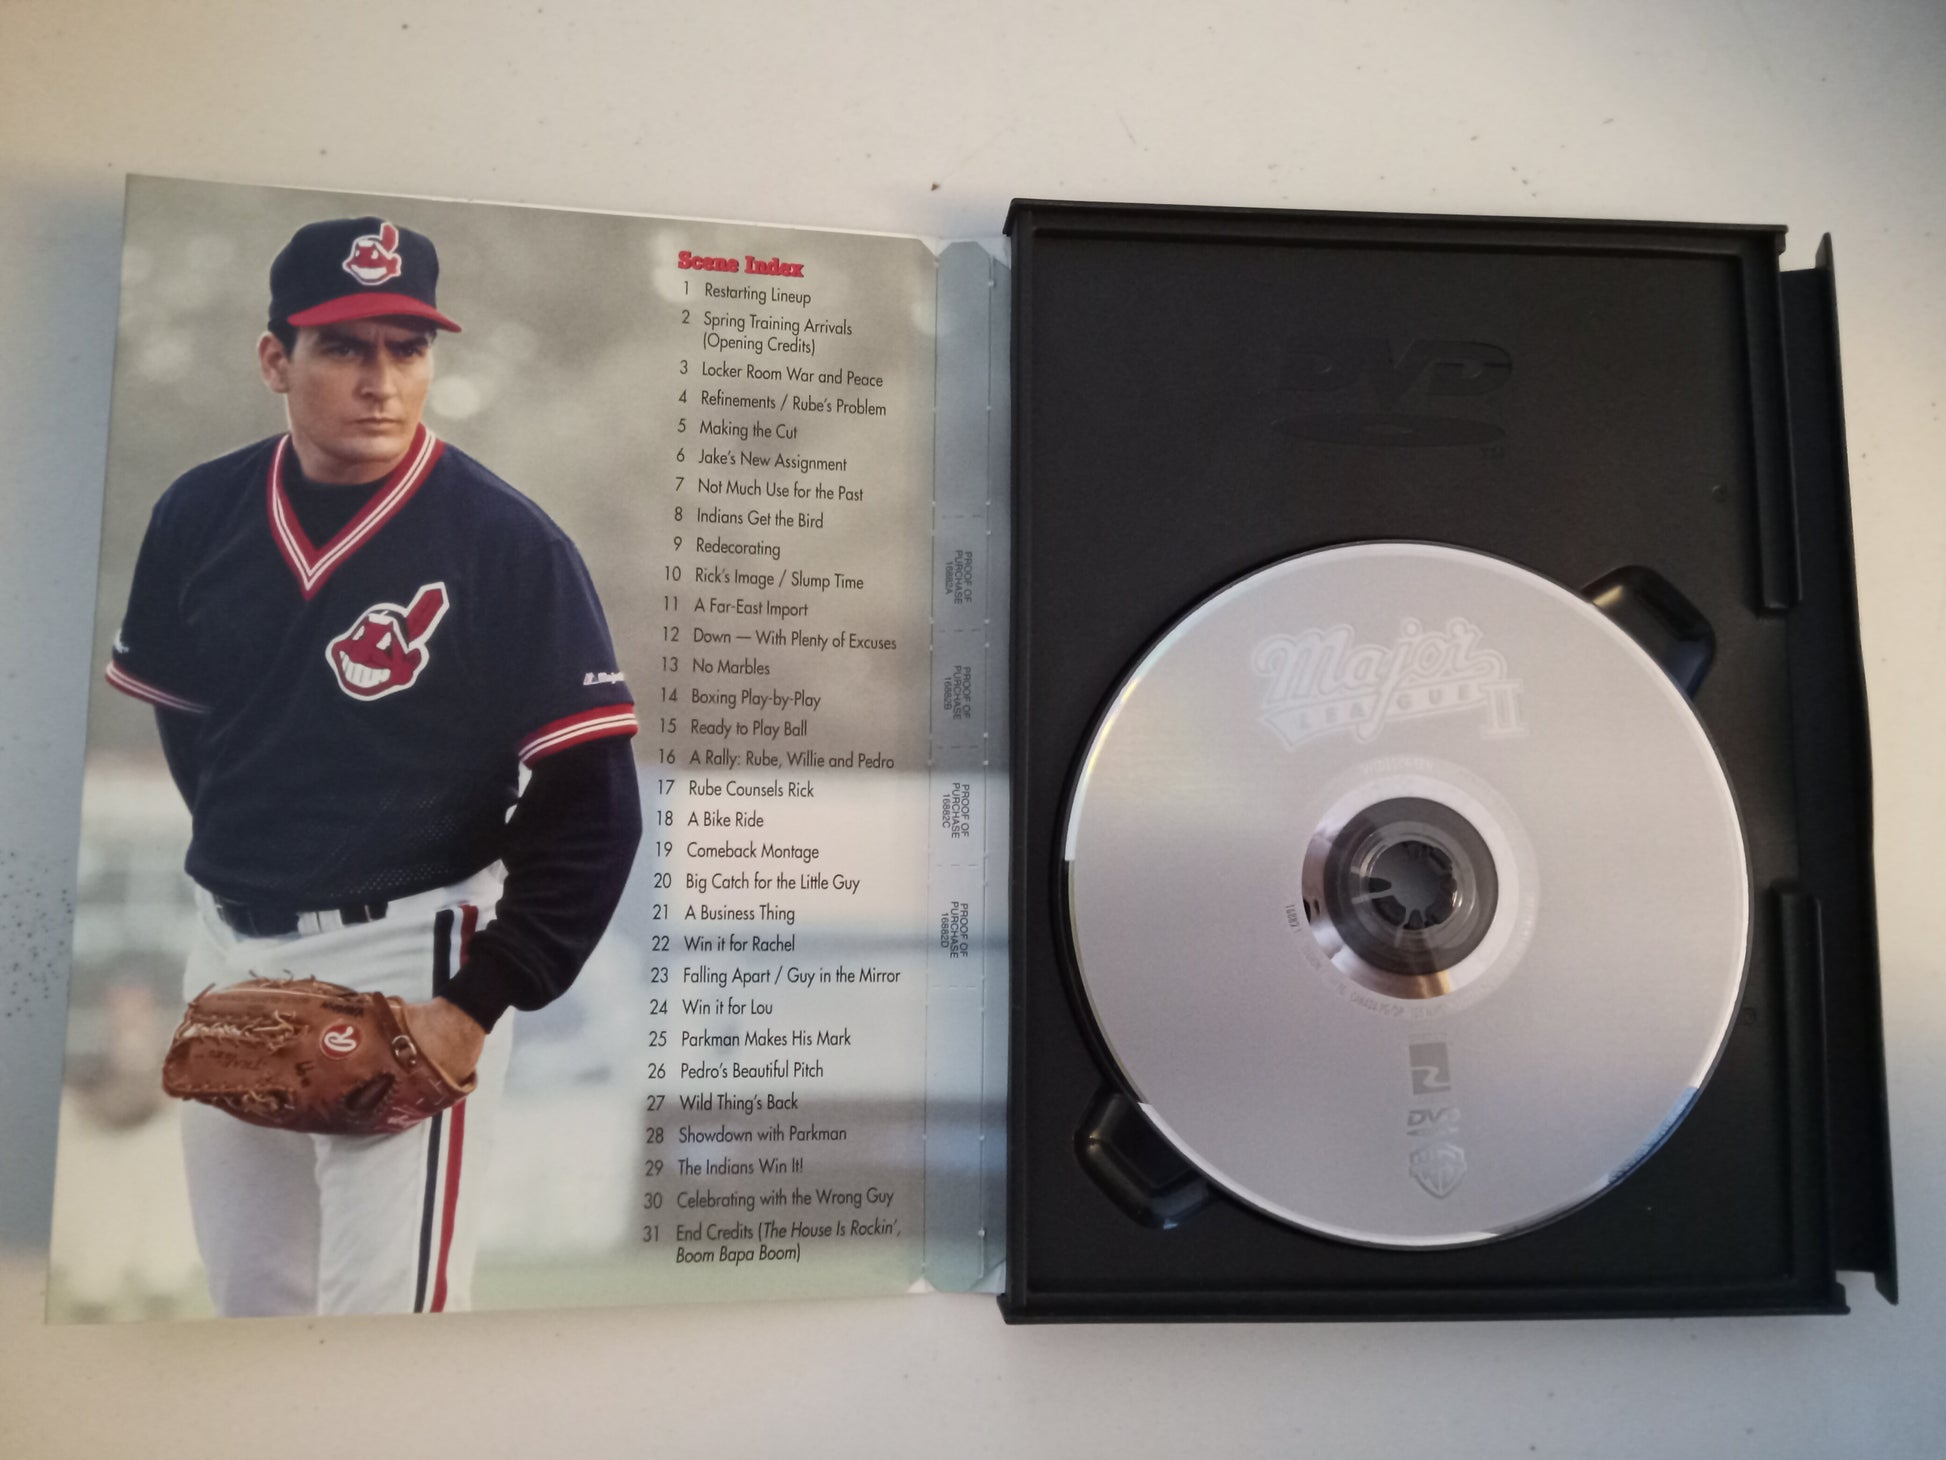 Scene Index
1 Restarting Lineup
2 Spring Training Arrivals
(Opening Credits)
3 Locker Room War and Peace
4 Refinements / Rube's Problem
5 Making the Cut
6 Jake's New Assignment
7 Not Much Use for the Past
8 Indians Get the Bird
9 Redecorating
10 Rick's Image / Slump Time
11 A Far-East Import
12 Down — With Plenty of Excuses
13 No Marbles
14 Boxing Play-by-Play
15 Ready to Play Ball
16 A Rally: Rube, Willie and Pedro
17 Rube Counsels Rick
18 A Bike Ride
19 Comeback Montage
20 Big Catch for the Little Guy
21 A Business Thing
22 Win it for Rachel
23 Falling Apart / Guy in the Mirror
24 Win it for Lou
25 Parkman Makes His Mark
26 Pedro's Beautiful Pitch
27 Wild Thing's Back
28 Showdown with Parkman
29 The Indians Win It!
30 Celebrating with the Wrong Guy
31 End Credits (The House Is Rockin',
Boom Bapa Boom)
R
PROOF OF
PURCHASE
16882A
PROOF OF
PURCHASE
16882B
PROOF OF
PURCHASE
16882C
PROOF OF
PURCHASE
16882D
DVD
TM
Major
LEAGUE II
WIDESCREEN
DVD
WB